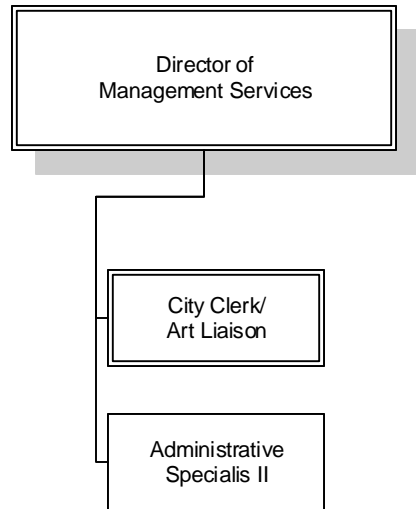 Director of
Management Services
City Clerk/
Art Liaison
Administrative
Specialis II